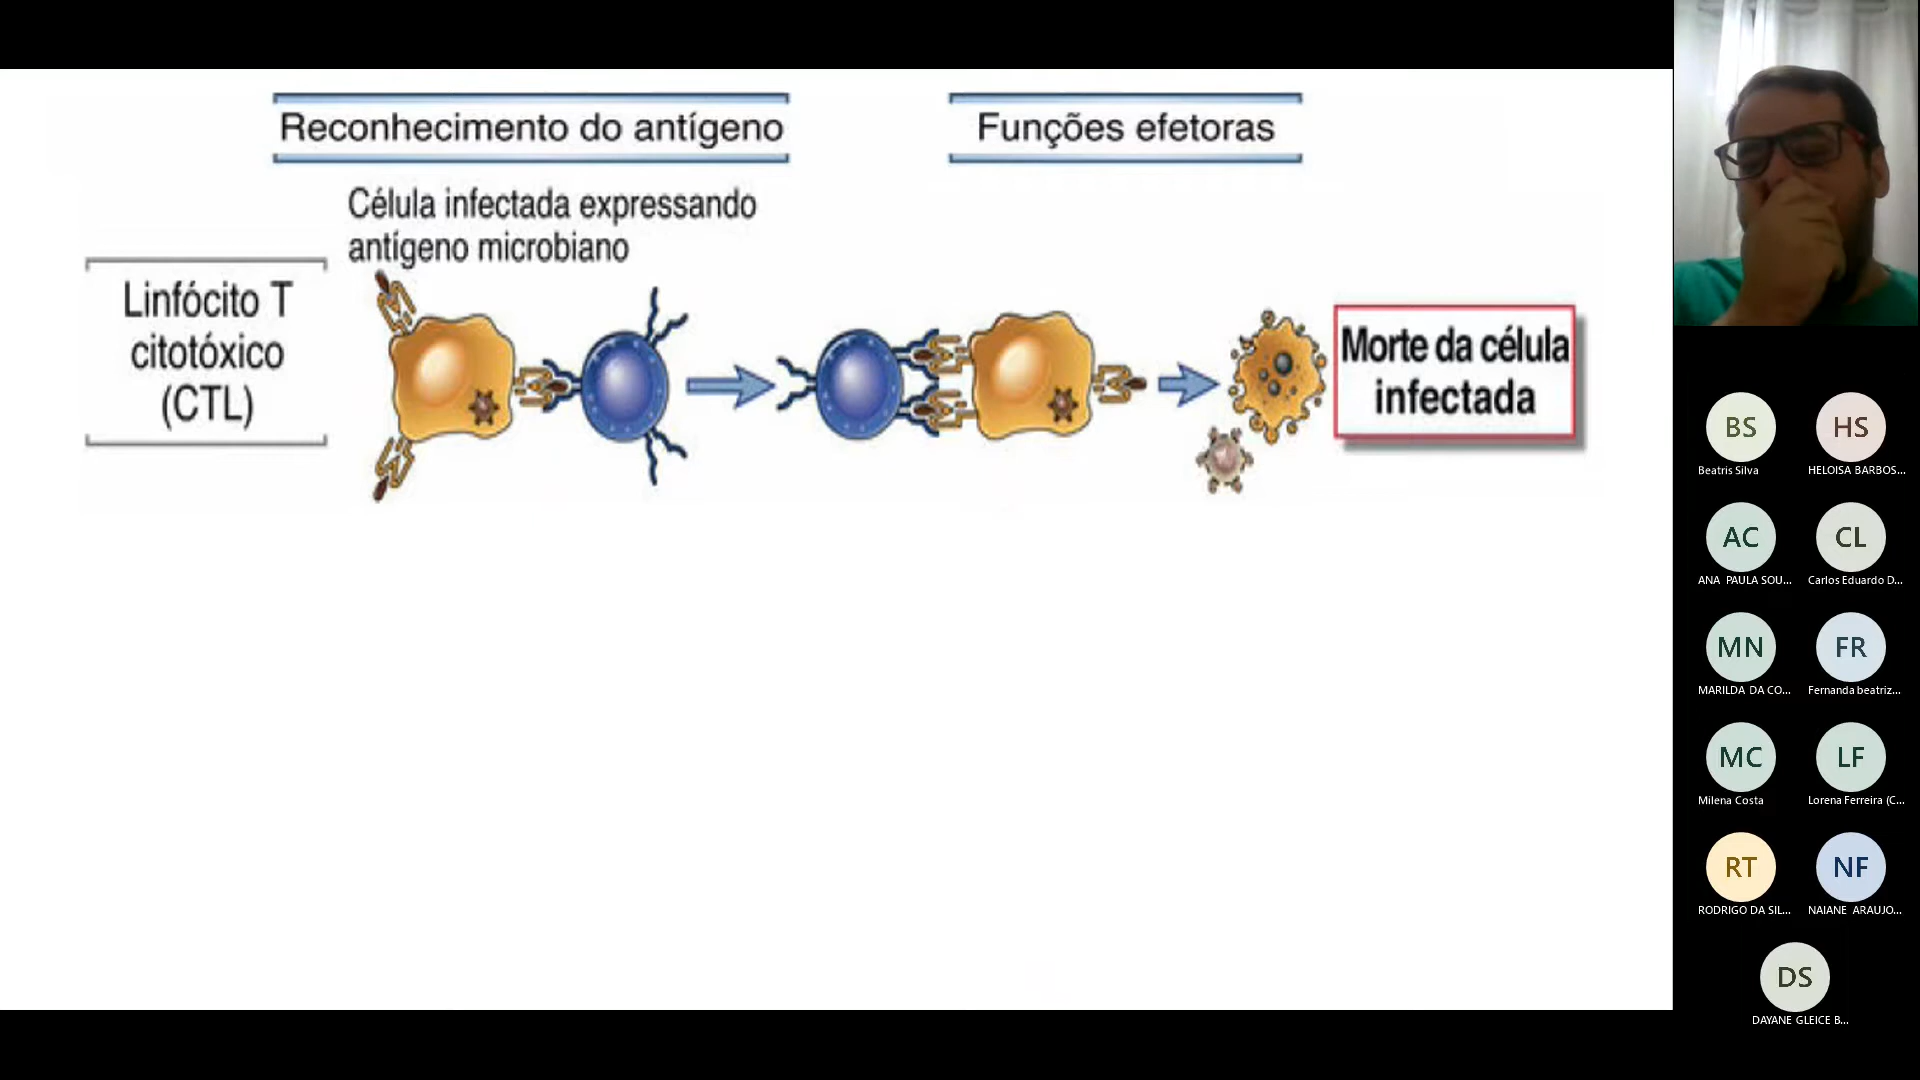 Reconhecimento do antígeno
Funções efetoras
Célula infectada expressando
antígeno microbiano
Linfócito T
citotóxico
(CTL)
Morte da célula
infectada
BS
Beatris Silva
HS
HELOISA BARBOS...
AC
ANA PAULA SOU...
CL
Carlos Eduardo D...
MN
MARILDA DA CO...
FR
Fernanda beatriz...
MC
Milena Costa
LF
Lorena Ferreira (C...
RT
RODRIGO DA SIL...
NF
NAIANE ARAUJO...
DS
DAYANE GLEICE B...